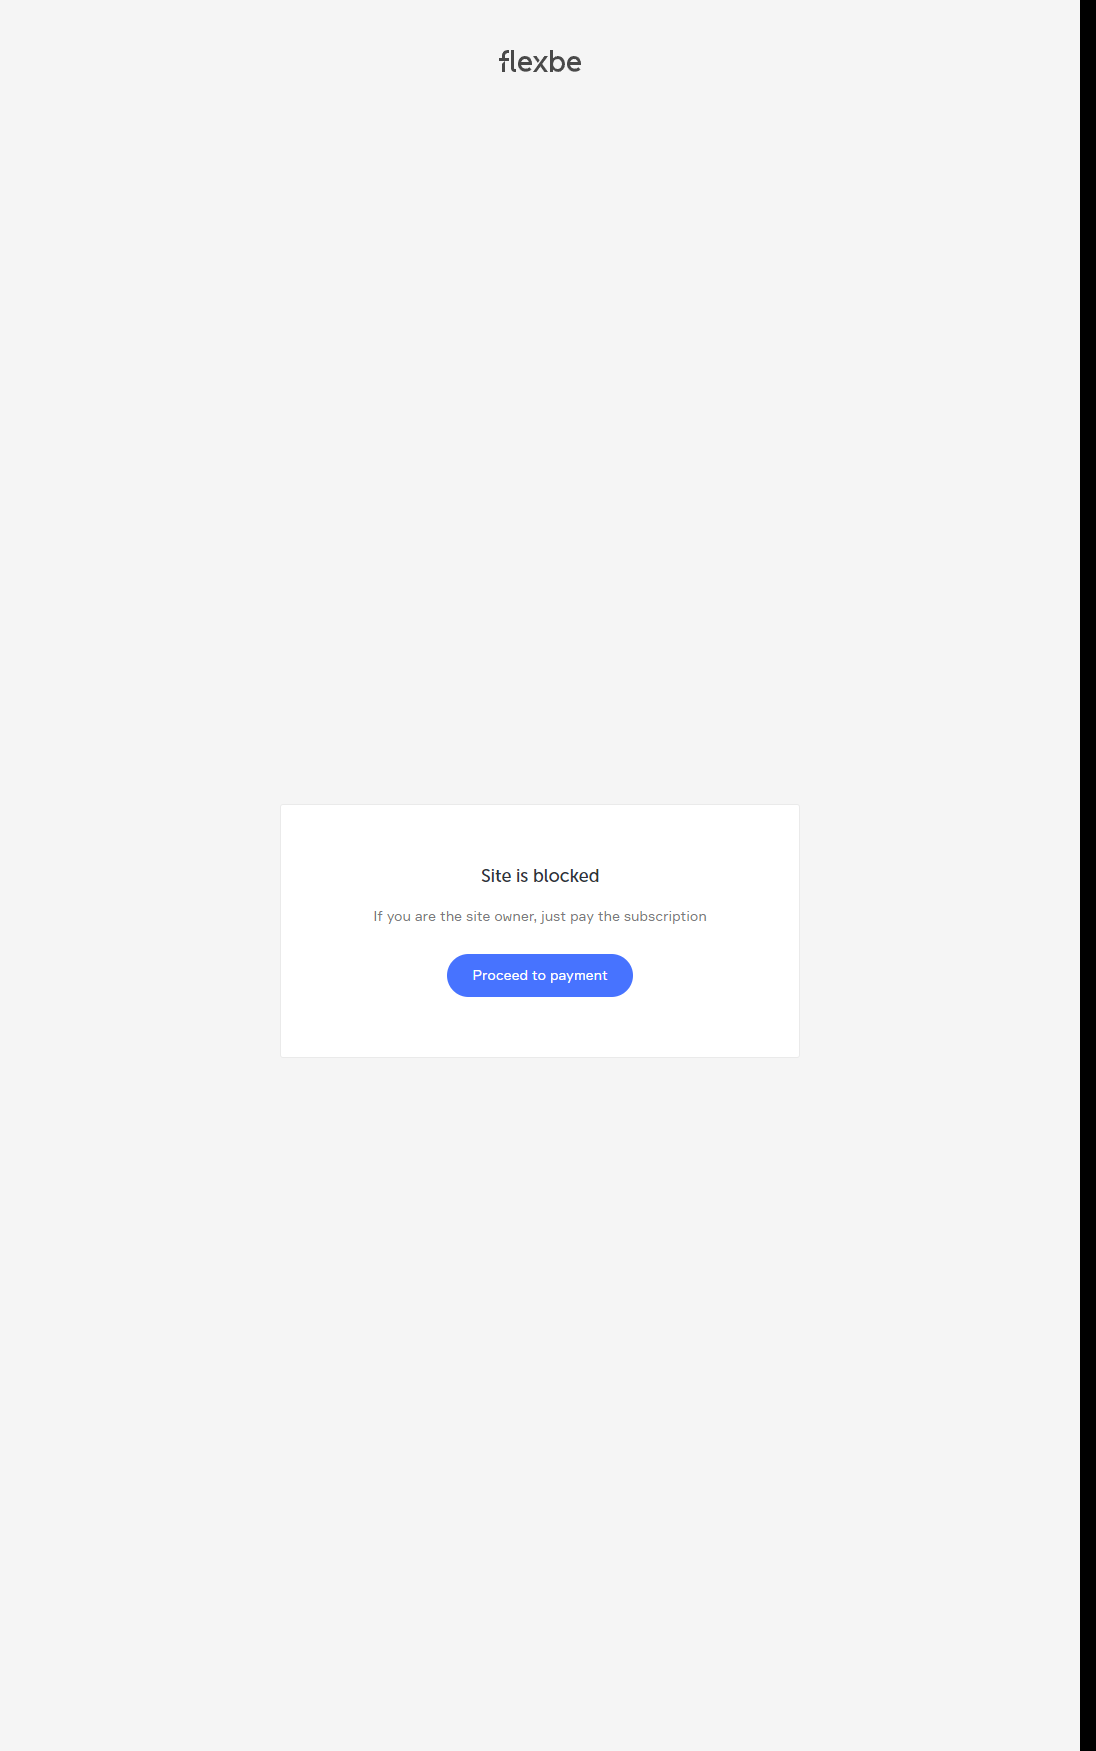 flexbe
Site is blocked
If you are the site owner, just pay the subscription
Proceed to payment